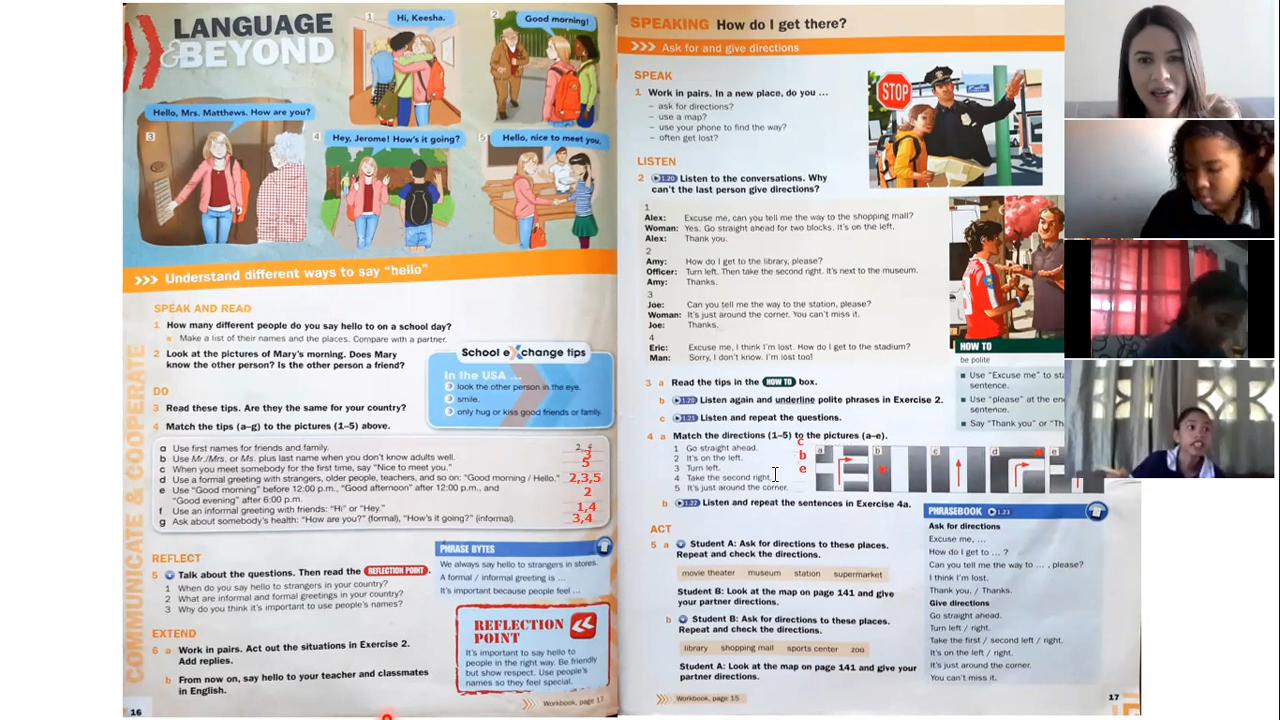 LANGUAGE
& BEYOND
1
Hi, Keesha.
2
Good morning!
Hello, Mrs. Matthews. How are you?
3
4
Hey, Jerome! How's it going?
5
Hello, nice to meet you.
>>> Understand different ways to say "hello"
COMMUNICATE & COOPERATE
SPEAK AND READ
1 How many different people do you say hello to on a school day?
Make a list of their names and the places. Compare with a partner.
2 Look at the pictures of Mary's morning. Does Mary
know the other person? Is the other person a friend?
School eXchange tips
In the USA ...
look the other person in the eye.
smile.
only hug or kiss good friends or family.
DO
3 Read these tips. Are they the same for your country?
4 Match the tips (a–g) to the pictures (1–5) above.
a Use first names for friends and family. 2, 4
b Use Mr./Mrs. or Ms. plus last name when you don't know adults well. 3
c When you meet somebody for the first time, say "Nice to meet you." 5
d Use a formal greeting with strangers, older people, teachers, and so on: "Good morning / Hello." 2,3,5
e Use "Good morning" before 12:00 p.m., "Good afternoon" after 12:00 p.m., and 2
"Good evening" after 6:00 p.m.
f Use an informal greeting with friends: "Hi" or "Hey." 1,4
g Ask about somebody's health: "How are you?" (formal), "How's it going?" (informal). 3,4
REFLECT
5 Talk about the questions. Then read the REFLECTION POINT.
1 When do you say hello to strangers in your country?
2 What are informal and formal greetings in your country?
3 Why do you think it's important to use people's names?
PHRASE BYTES
We always say hello to strangers in stores.
A formal / informal greeting is ...
It's important because people feel ...
EXTEND
6 a Work in pairs. Act out the situations in Exercise 2.
Add replies.
b From now on, say hello to your teacher and classmates
in English.
REFLECTION
POINT
It's important to say hello to
people in the right way. Be friendly
but show respect. Use people's
names so they feel special.
Workbook, page 17
16
SPEAKING How do I get there?
>>> Ask for and give directions
SPEAK
1 Work in pairs. In a new place, do you ...
– ask for directions?
– use a map?
– use your phone to find the way?
– often get lost?
STOP
LISTEN
2 1.20 Listen to the conversations. Why
can't the last person give directions?
1
Alex: Excuse me, can you tell me the way to the shopping mall?
Woman: Yes. Go straight ahead for two blocks. It's on the left.
Alex: Thank you.
2
Amy: How do I get to the library, please?
Officer: Turn left. Then take the second right. It's next to the museum.
Amy: Thanks.
3
Joe: Can you tell me the way to the station, please?
Woman: It's just around the corner. You can't miss it.
Joe: Thanks.
4
Eric: Excuse me, I think I'm lost. How do I get to the stadium?
Man: Sorry, I don't know. I'm lost too!
HOW TO
be polite
Use "Excuse me" to
sentence.
Use "please" at the
sentence.
Say "Thank you" or
3 a Read the tips in the HOW TO box.
b 1.20 Listen again and underline polite phrases in Exercise 2.
c 1.21 Listen and repeat the questions.
4 a Match the directions (1–5) to the pictures (a–e).
1 Go straight ahead. c
2 It's on the left. b
3 Turn left. e
4 Take the second right.
5 It's just around the corner.
a b c d e
b 1.22 Listen and repeat the sentences in Exercise 4a.
ACT
5 a Student A: Ask for directions to these places.
Repeat and check the directions.
movie theater museum station supermarket
Student B: Look at the map on page 141 and give
your partner directions.
b Student B: Ask for directions to these places.
Repeat and check the directions.
library shopping mall sports center zoo
Student A: Look at the map on page 141 and give your
partner directions.
Workbook, page 15
PHRASEBOOK 1.23
Ask for directions
Excuse me, ...
How do I get to ... ?
Can you tell me the way to ... , please?
I think I'm lost.
Thank you. / Thanks.
Give directions
Go straight ahead.
Turn left / right.
Take the first / second left / right.
It's on the left / right.
It's just around the corner.
You can't miss it.
17